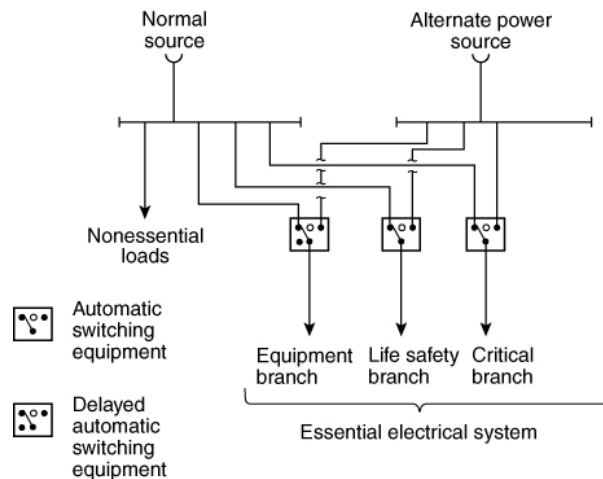 Normal
source
Alternate power
source
Nonessential
loads
Automatic
switching
equipment
Delayed
automatic
switching
equipment
Equipment
branch
Life safety
branch
Critical
branch
Essential electrical system